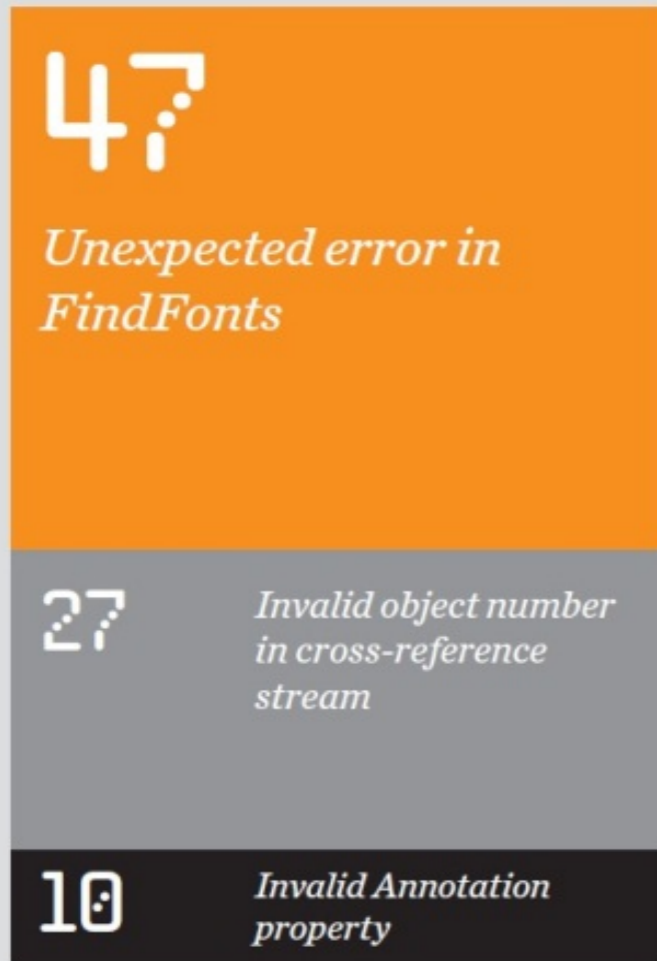 47
Unexpected error in
FindFonts
27
Invalid object number
in cross-reference
stream
10
Invalid Annotation
property